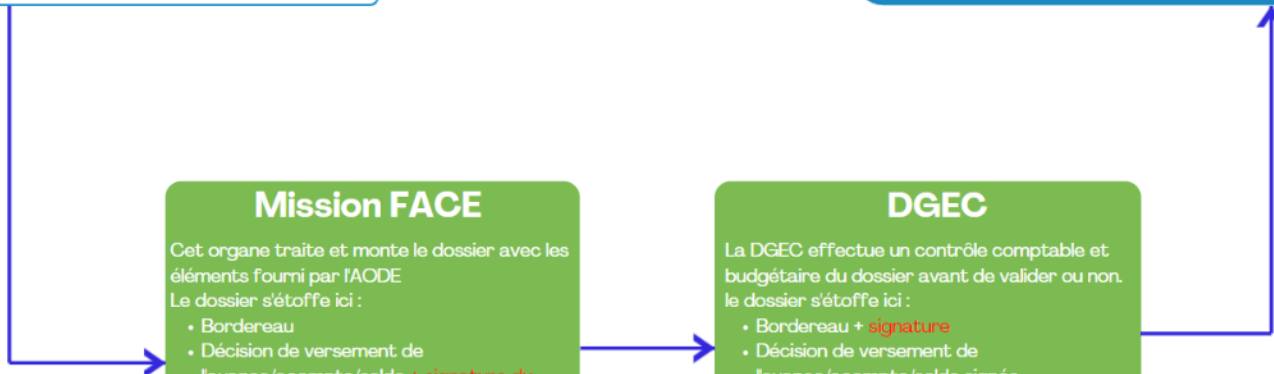 Mission FACE
Cet organe traite et monte le dossier avec les
éléments fourni par l'AODE
Le dossier s'étoffe ici :
• Bordereau
• Décision de versement de
DGEC
La DGEC effectue un contrôle comptable et
budgétaire du dossier avant de valider ou non.
le dossier s'étoffe ici :
• Bordereau + signature
• Décision de versement de